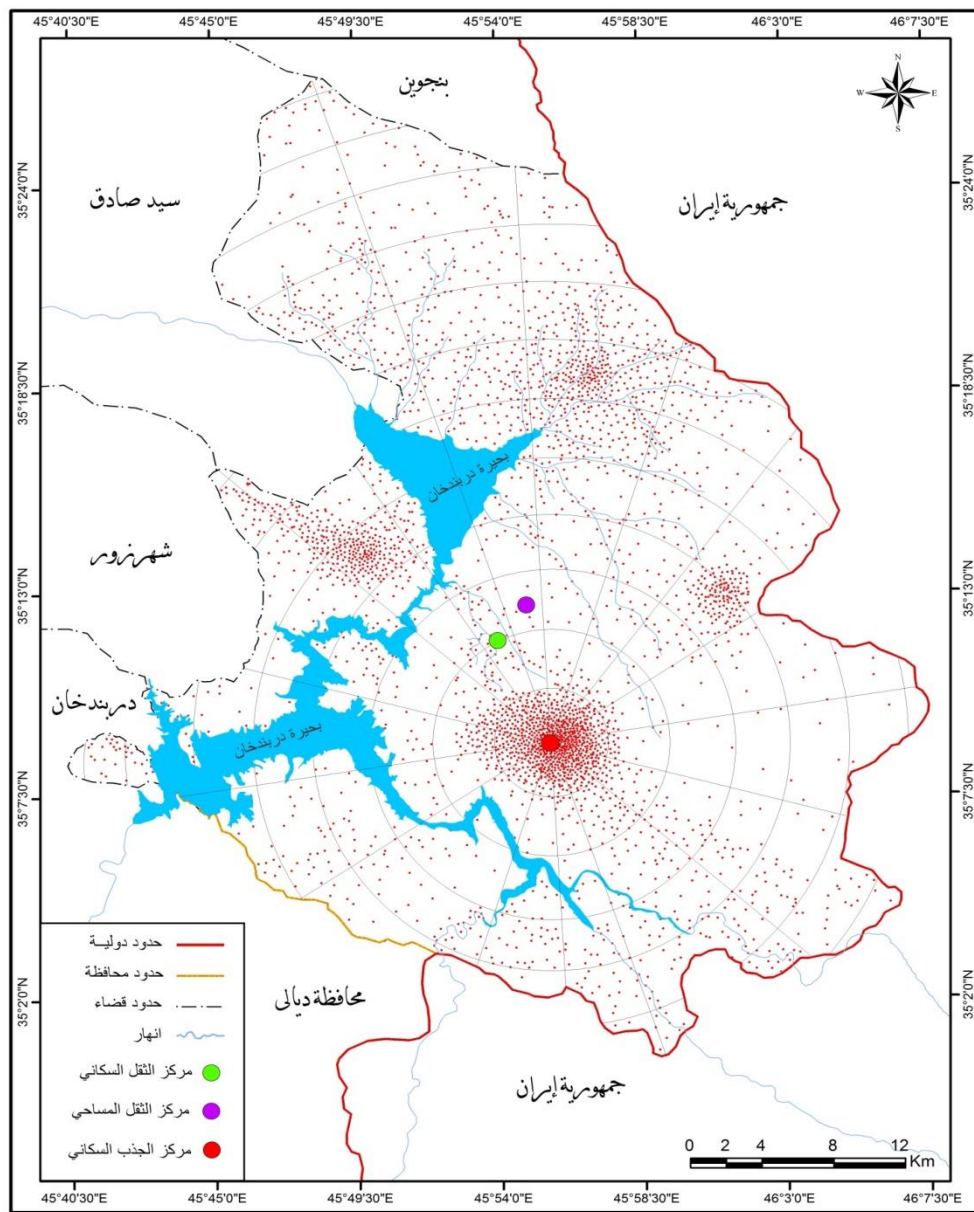 45°40'30"E 45°45'0"E 45°49'30"E 45°54'0"E 45°58'30"E 46°3'0"E 46°7'30"E
بنجوين
N
W E
S
35°24'0"N
35°24'0"N
سيد صادق
جمهورية إيران
35°18'30"N
35°18'30"N
بحيرة دربندخان
شهرزور
35°13'0"N
35°13'0"N
دربندخان
بحيرة دربندخان
35°7'30"N
35°7'30"N
حدود دولية
حدود محافظة
حدود قضاء
انهار
مركز الثقل السكاني
مركز الثقل المساحي
مركز الجذب السكاني
محافظة ديالى
35°2'0"N
35°2'0"N
جمهورية إيران
0 2 4 8 12
Km
45°40'30"E 45°45'0"E 45°49'30"E 45°54'0"E 45°58'30"E 46°3'0"E 46°7'30"E